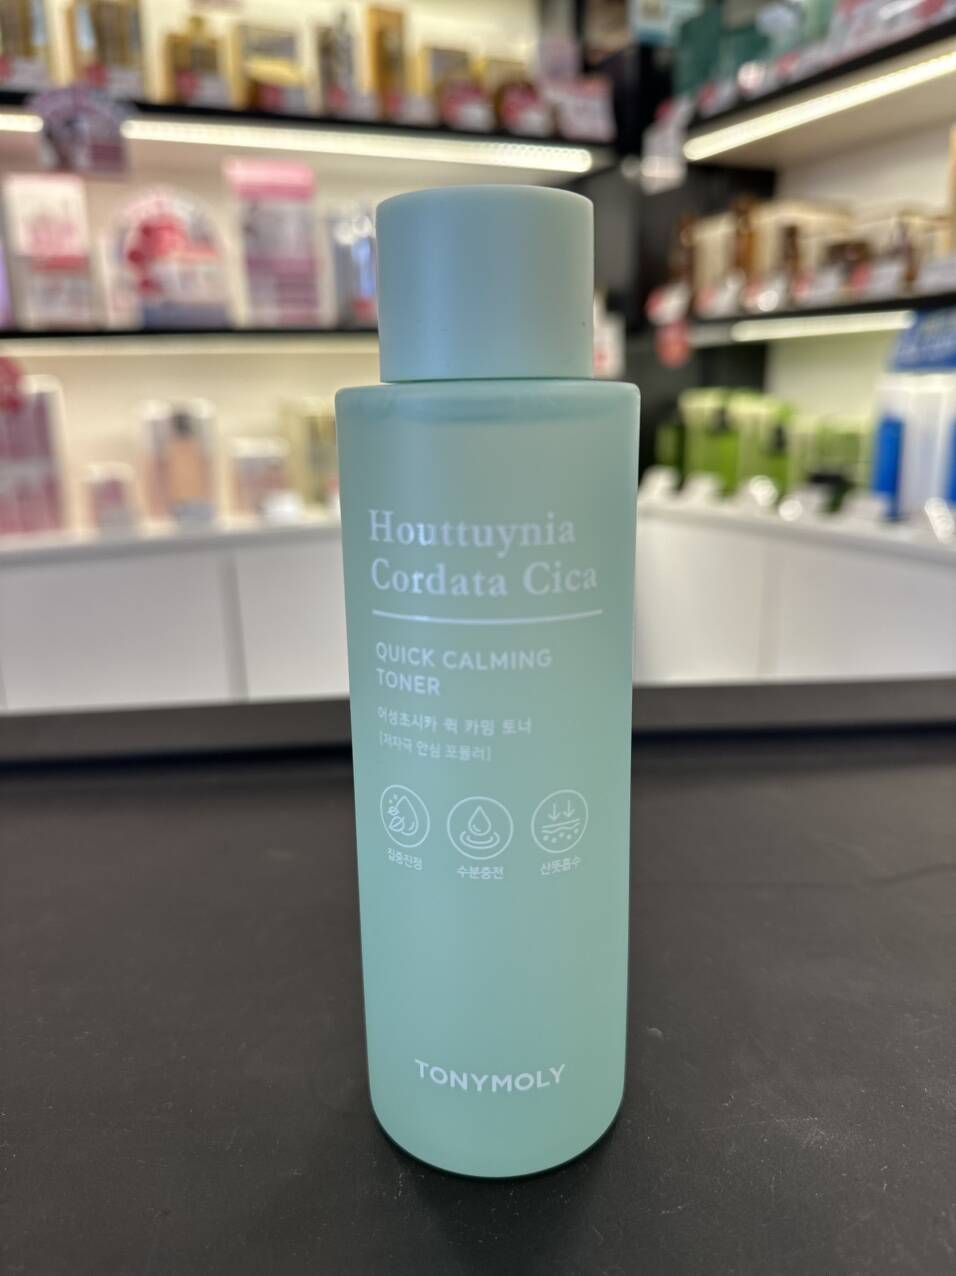 Houttuynia
Cordata Cica
QUICK CALMING
TONER
어성초시카 퀵 카밍 토너
[저자극 안심 포뮬러]
집중진정
수분충전
산뜻흡수
TONYMOLY